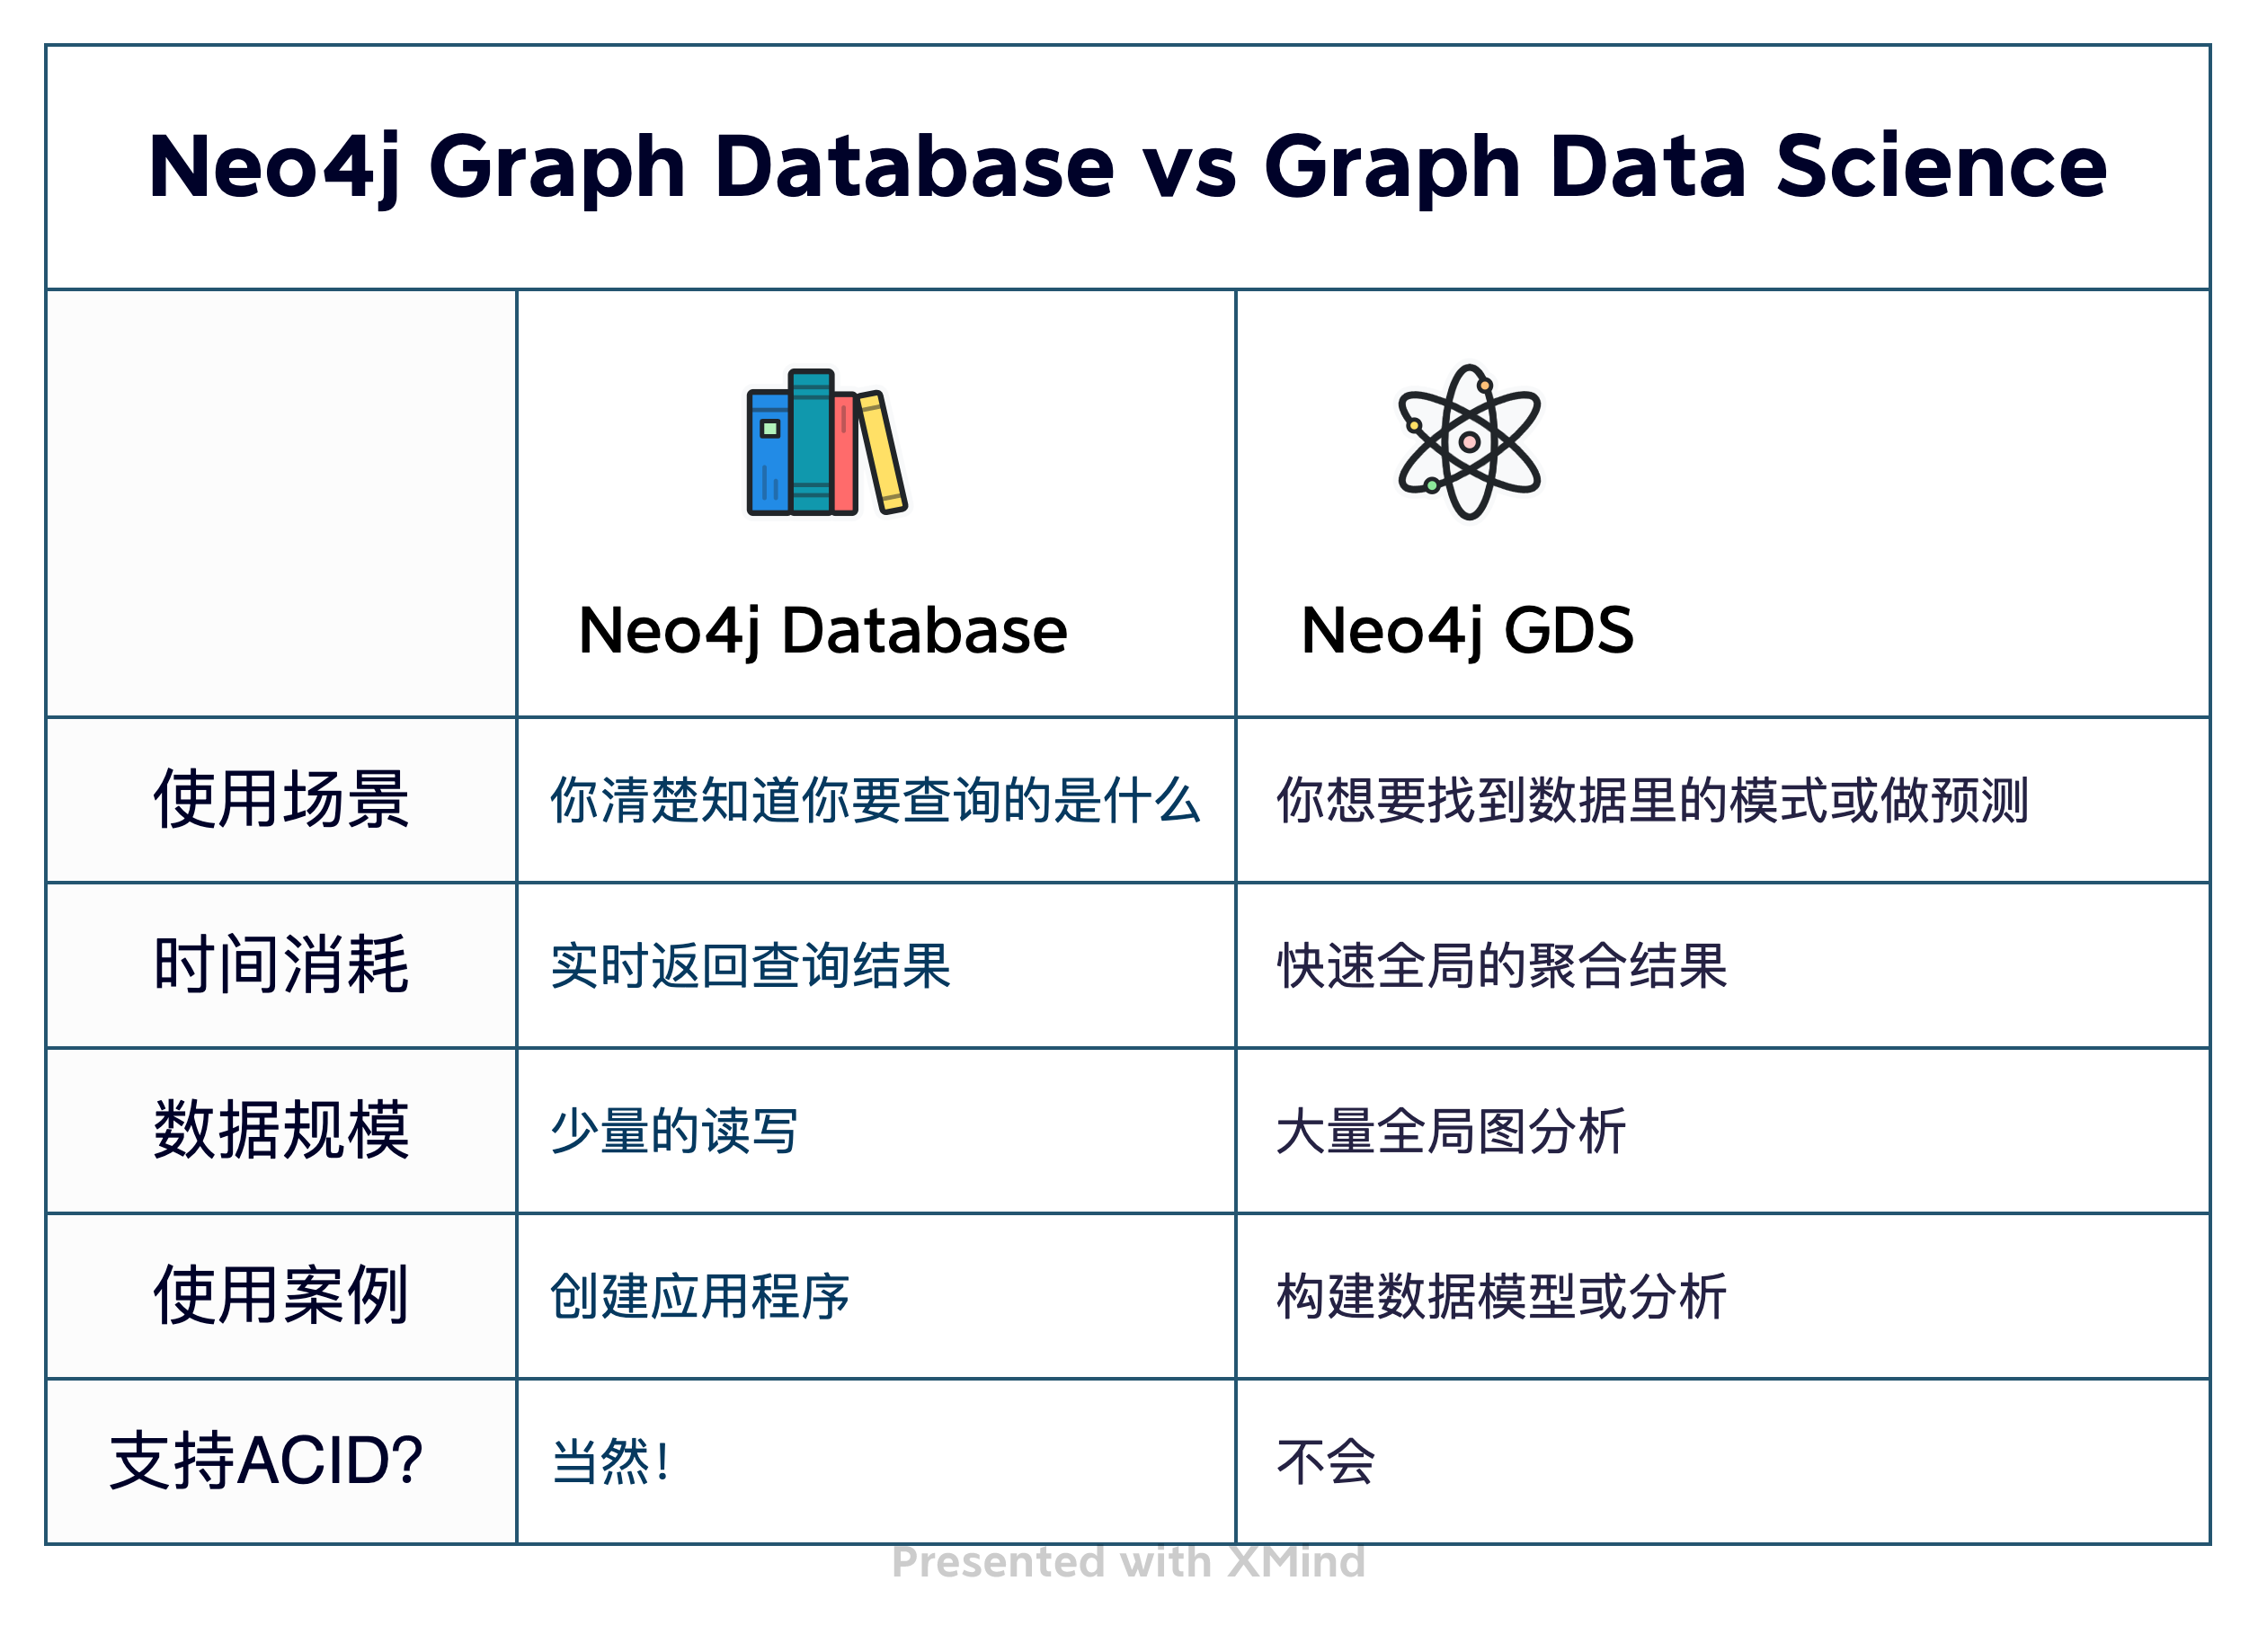 Neo4j Graph Database vs Graph Data Science
Neo4j Database
Neo4j GDS
使用场景
你清楚知道你要查询的是什么
你想要找到数据里的模式或做预测
时间消耗
实时返回查询结果
快速全局的聚合结果
数据规模
少量的读写
大量全局图分析
使用案例
创建应用程序
构建数据模型或分析
支持ACID?
当然！
不会
Presented with XMind